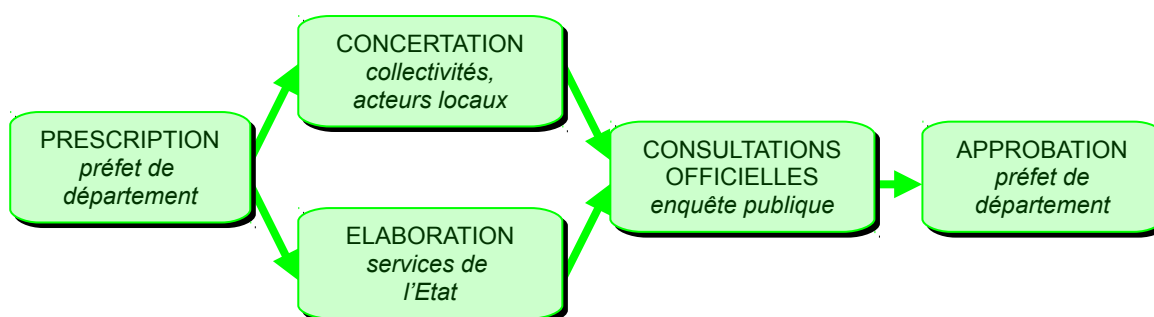 PRESCRIPTION
préfet de
département
CONCERTATION
collectivités,
acteurs locaux
ELABORATION
services de
l’Etat
CONSULTATIONS
OFFICIELLES
enquête publique
APPROBATION
préfet de
département